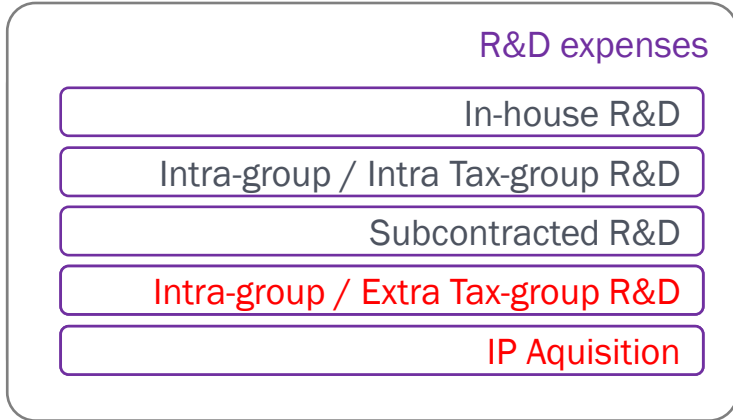 R&D expenses
In-house R&D
Intra-group / Intra Tax-group R&D
Subcontracted R&D
Intra-group / Extra Tax-group R&D
IP Aquisition